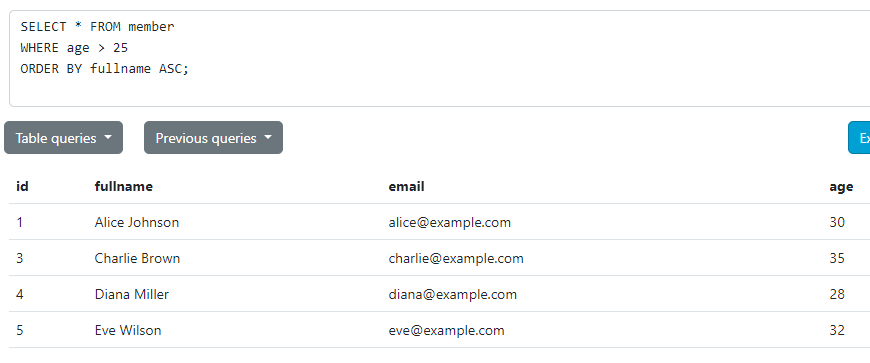 SELECT * FROM member
WHERE age > 25
ORDER BY fullname ASC;
Table queries Previous queries Ex
id fullname email age
1 Alice Johnson alice@example.com 30
3 Charlie Brown charlie@example.com 35
4 Diana Miller diana@example.com 28
5 Eve Wilson eve@example.com 32